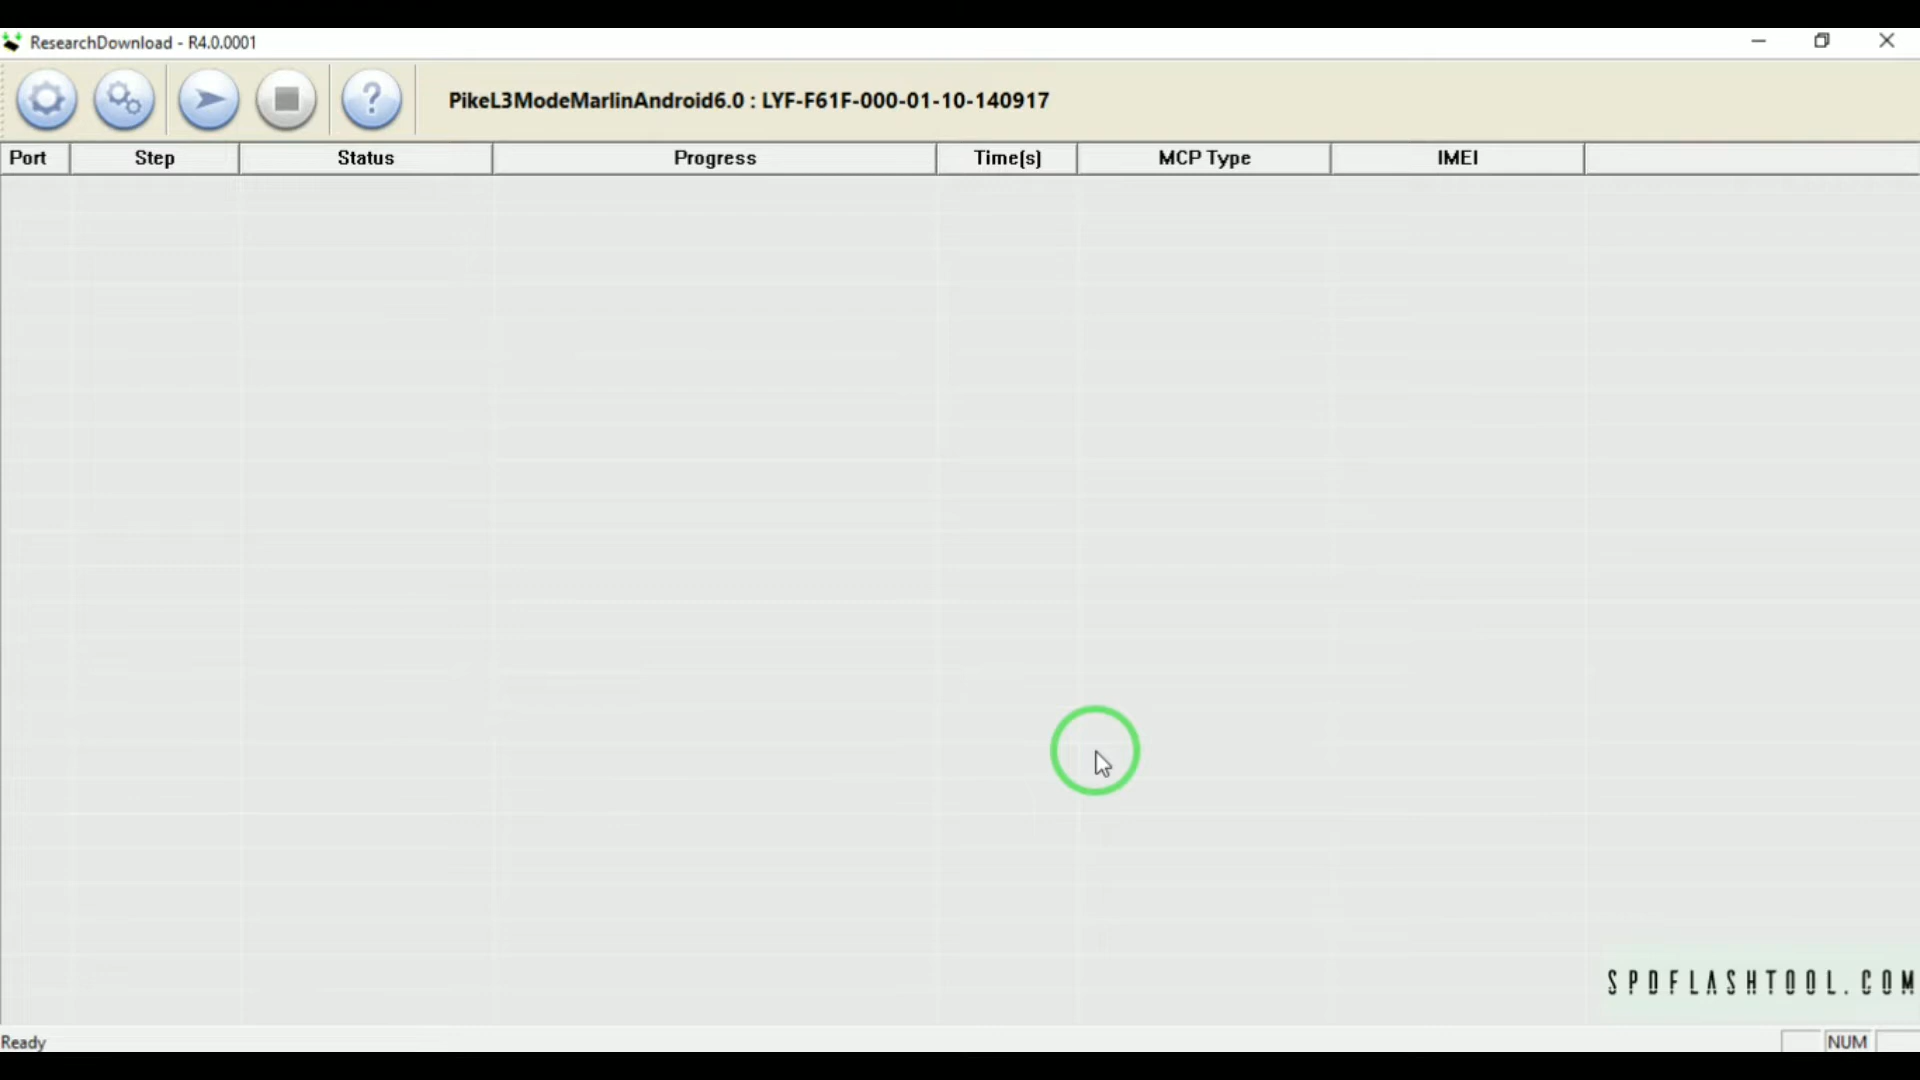 ResearchDownload - R4.0.0001
PikeL3ModeMarlinAndroid6.0 : LYF-F61F-000-01-10-140917
Port Step Status Progress Time(s) MCP Type IMEI
SPDFLASHTOOL.COM
Ready NUM